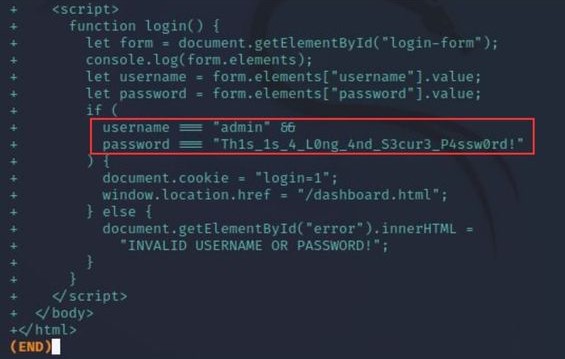 +    <script>
+      function login() {
+        let form = document.getElementById("login-form");
+        console.log(form.elements);
+        let username = form.elements["username"].value;
+        let password = form.elements["password"].value;
+        if (
+          username === "admin" &&
+          password === "Th1s_1s_4_L0ng_4nd_S3cur3_P4ssw0rd!"
+        ) {
+          document.cookie = "login=1";
+          window.location.href = "/dashboard.html";
+        } else {
+          document.getElementById("error").innerHTML =
+            "INVALID USERNAME OR PASSWORD!";
+        }
+      }
+    </script>
+  </body>
+</html>
(END)